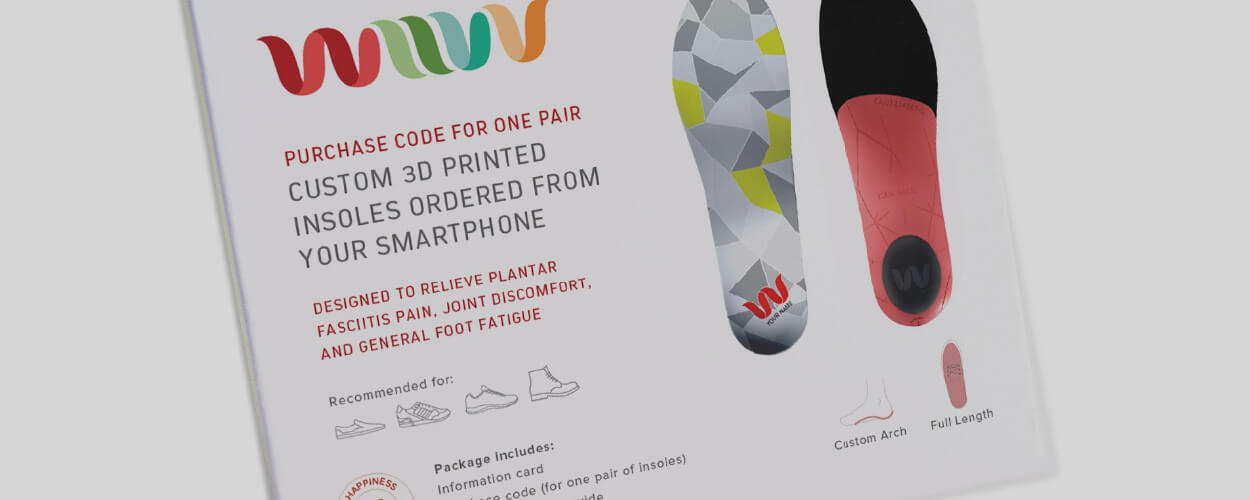 PURCHASE CODE FOR ONE PAIR
CUSTOM 3D PRINTED
INSOLES ORDERED FROM
YOUR SMARTPHONE
DESIGNED TO RELIEVE PLANTAR
FASCIITIS PAIN, JOINT DISCOMFORT,
AND GENERAL FOOT FATIGUE
Recommended for:
HAPPINESS
Package includes:
Information card
code (for one pair of insoles)
YOUR NAME
Custom Arch
Full Length